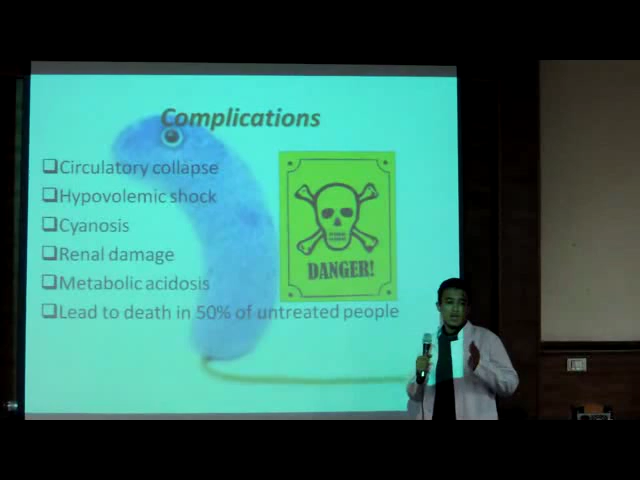 Complications
❑Circulatory collapse
❑Hypovolemic shock
❑Cyanosis
❑Renal damage
❑Metabolic acidosis
❑Lead to death in 50% of untreated people
DANGER!